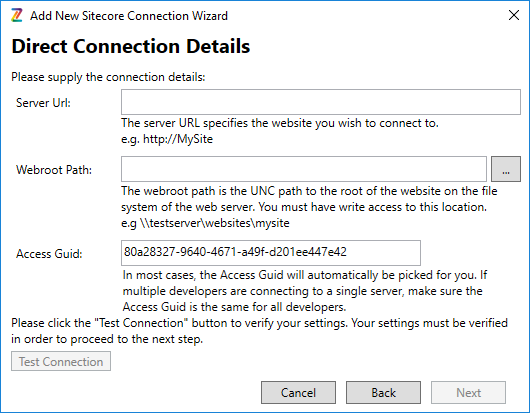 Add New Sitecore Connection Wizard
Direct Connection Details
Please supply the connection details:
Server Url:
The server URL specifies the website you wish to connect to.
e.g. http://MySite
Webroot Path:
...
The webroot path is the UNC path to the root of the website on the file
system of the web server. You must have write access to this location.
e.g \\testserver\websites\mysite
Access Guid:
80a28327-9640-4671-a49f-d201ee447e42
In most cases, the Access Guid will automatically be picked for you. If
multiple developers are connecting to a single server, make sure the
Access Guid is the same for all developers.
Please click the "Test Connection" button to verify your settings. Your settings must be verified
in order to proceed to the next step.
Test Connection
Cancel
Back
Next